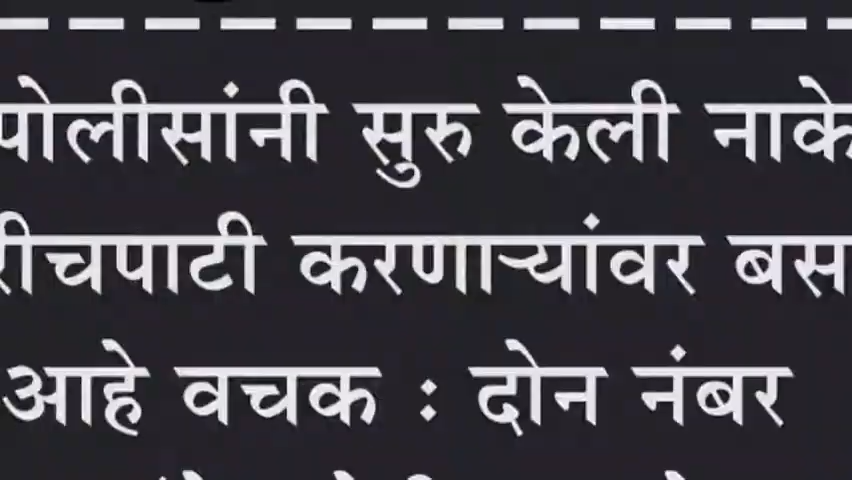 पोलीसांनी सुरु केली नाके
रीचपाटी करणाऱ्यांवर बस
आहे वचक : दोन नंबर